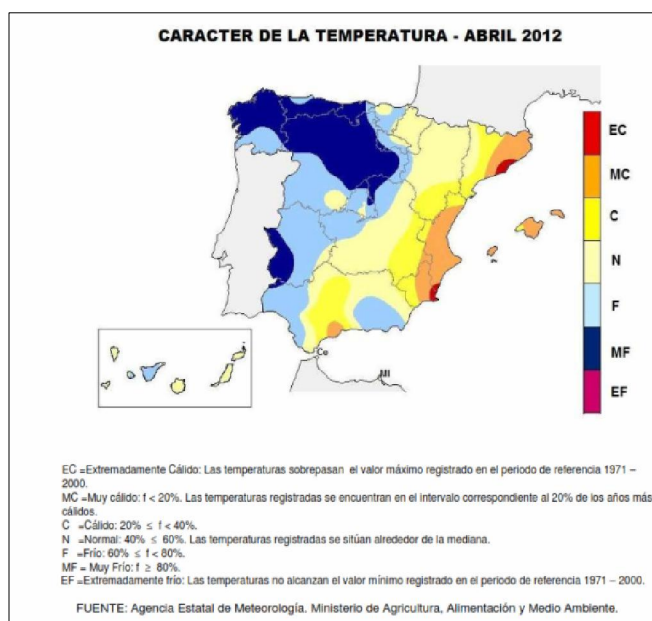 CARACTER DE LA TEMPERATURA - ABRIL 2012
EC
MC
C
N
F
MF
EF
Ce
Ml
EC =Extremadamente Cálido: Las temperaturas sobrepasan el valor máximo registrado en el periodo de referencia 1971 –
2000.
MC =Muy cálido: f < 20%. Las temperaturas registradas se encuentran en el intervalo correspondiente al 20% de los años más
cálidos.
C =Cálido: 20% ≤ f < 40%.
N =Normal: 40% ≤ 60%. Las temperaturas registradas se sitúan alrededor de la mediana.
F =Frío: 60% ≤ f < 80%.
MF = Muy Frío: f ≥ 80%.
EF =Extremadamente frío: Las temperaturas no alcanzan el valor mínimo registrado en el periodo de referencia 1971 – 2000.
FUENTE: Agencia Estatal de Meteorología. Ministerio de Agricultura, Alimentación y Medio Ambiente.